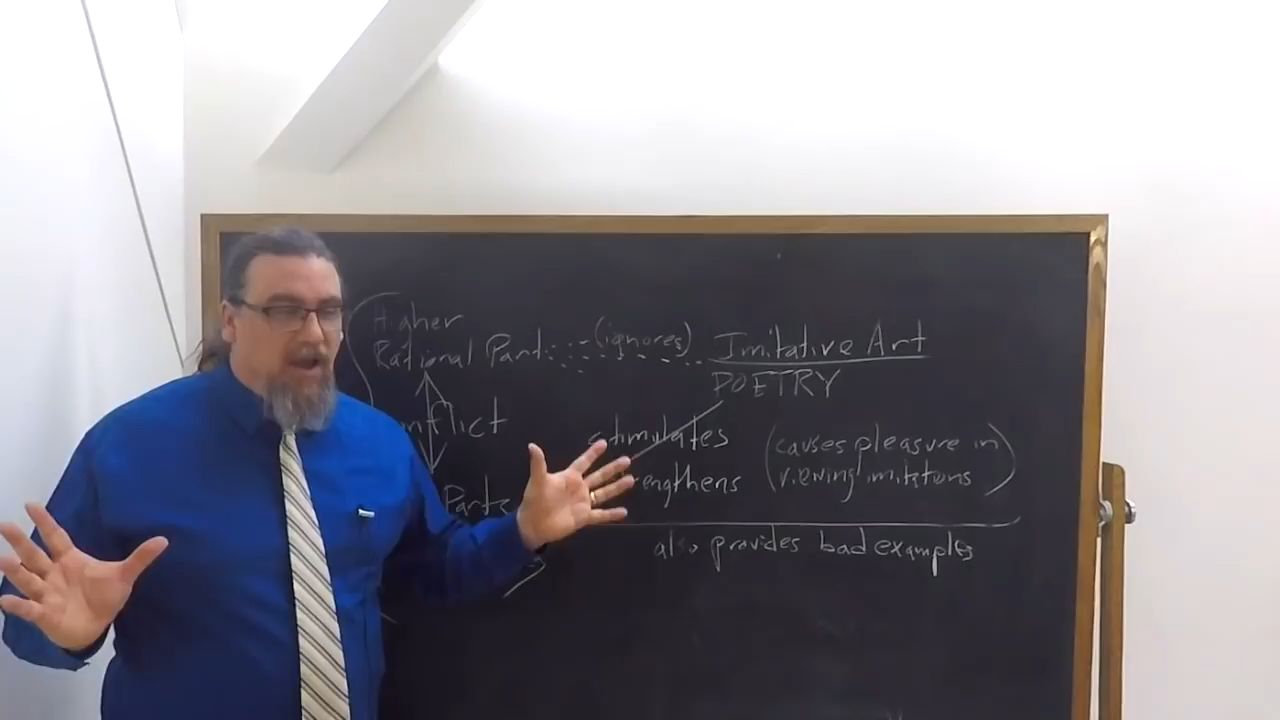 Higher
Rational Part (ignores) Imitative Art
POETRY
nflict
stimulates (causes pleasure in
rengthens viewing imitations)
Parts
also provides bad examples